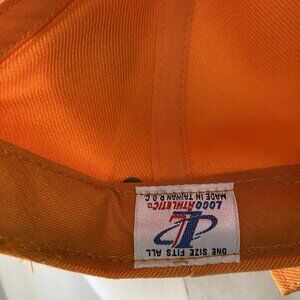 ONE SIZE FITS ALL
LOGO ATHLETIC
MADE IN TAIWAN R.O.C.